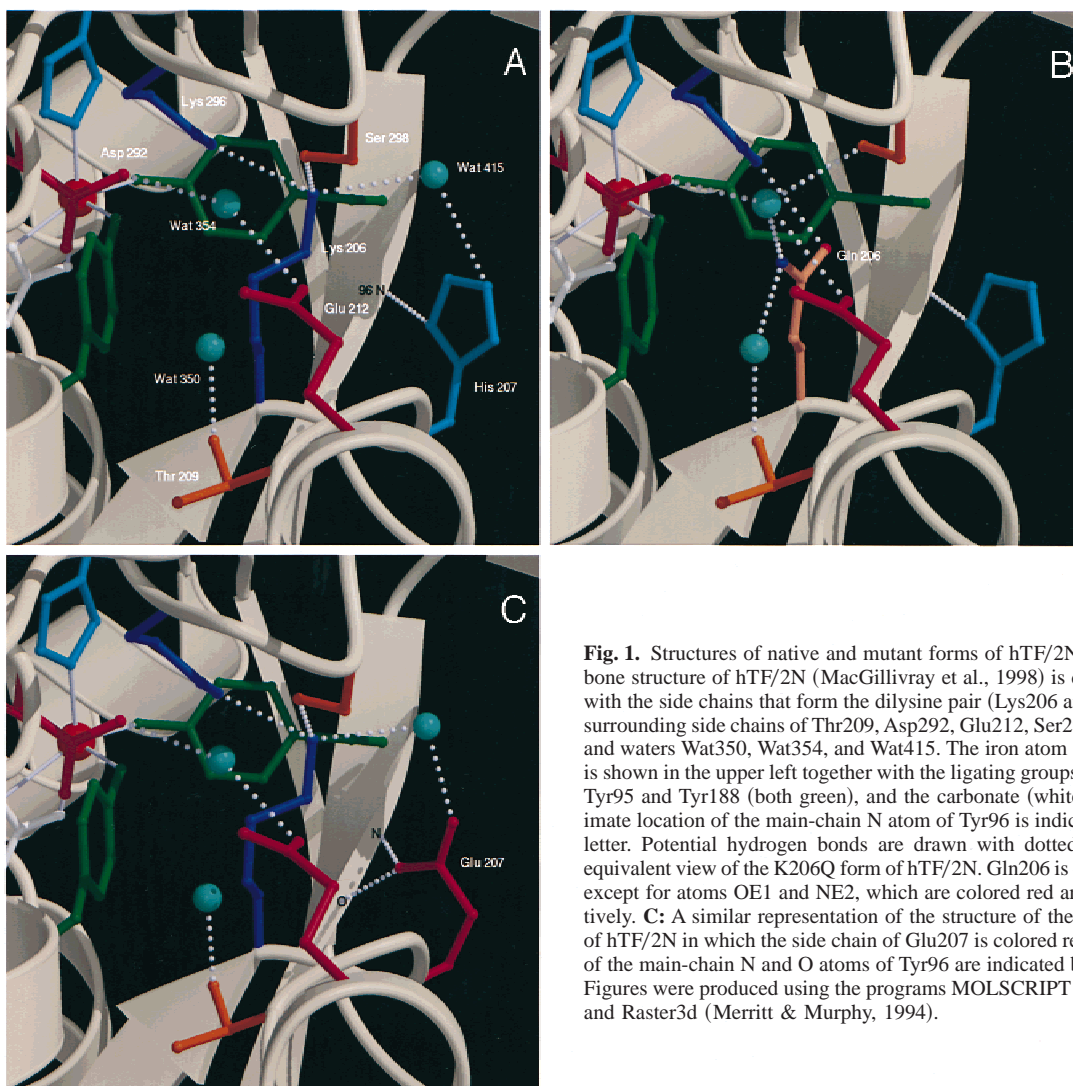 A
Lys 296
Ser 298
Asp 292
Wat 415
Wat 354
Lys 206
96 N
Glu 212
Wat 350
His 207
Thr 209
B
Gln 206
C
N
Glu 207
O
Fig. 1. Structures of native and mutant forms of hTF/2N
bone structure of hTF/2N (MacGillivray et al., 1998) is
with the side chains that form the dilysine pair (Lys206
surrounding side chains of Thr209, Asp292, Glu212,
and waters Wat350, Wat354, and Wat415. The iron atom
is shown in the upper left together with the ligating groups
Tyr95 and Tyr188 (both green), and the carbonate (white
imate location of the main-chain N atom of Tyr96 is indic
letter. Potential hydrogen bonds are drawn with dotted
equivalent view of the K206Q form of hTF/2N. Gln206 is
except for atoms OE1 and NE2, which are colored red
tively. C: A similar representation of the structure of the
of hTF/2N in which the side chain of Glu207 is colored
of the main-chain N and O atoms of Tyr96 are indicated
Figures were produced using the programs MOLSCRIPT
and Raster3d (Merritt & Murphy, 1994).